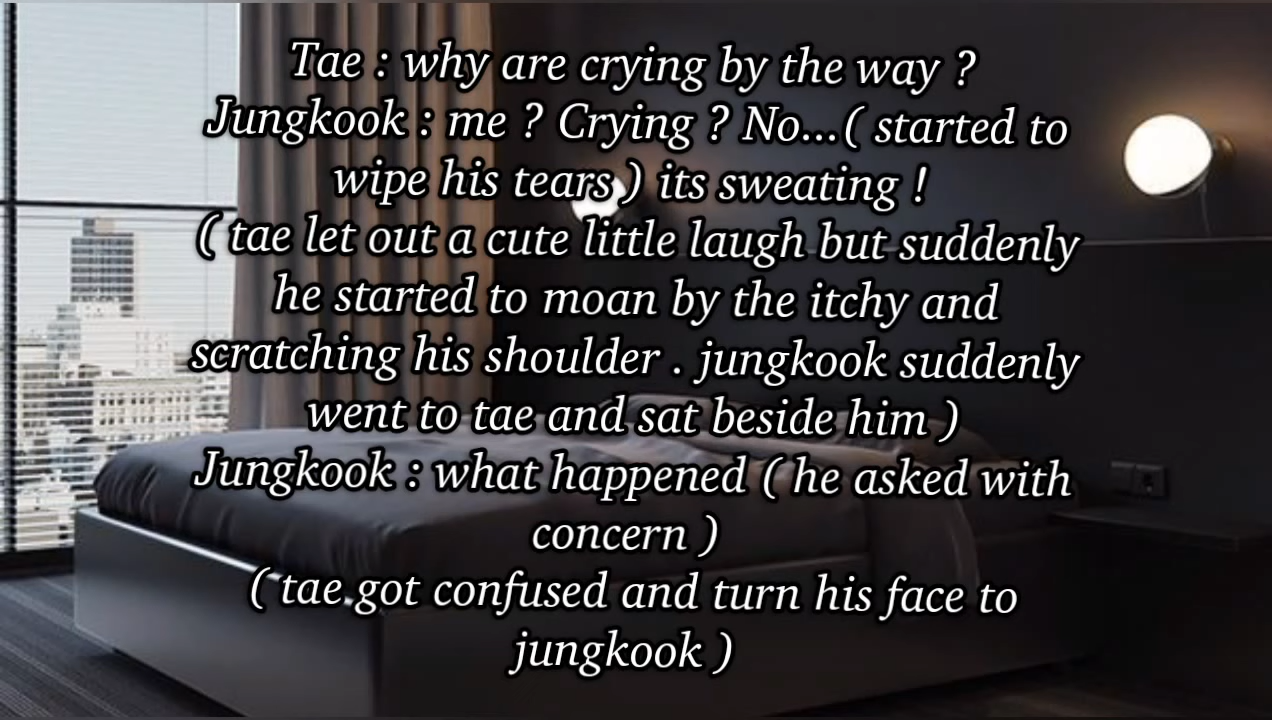 Tae : why are crying by the way ?
Jungkook : me ? Crying ? No...( started to
wipe his tears ) its sweating !
( tae let out a cute little laugh but suddenly
he started to moan by the itchy and
scratching his shoulder . jungkook suddenly
went to tae and sat beside him )
Jungkook : what happened ( he asked with
concern )
( tae got confused and turn his face to
jungkook )